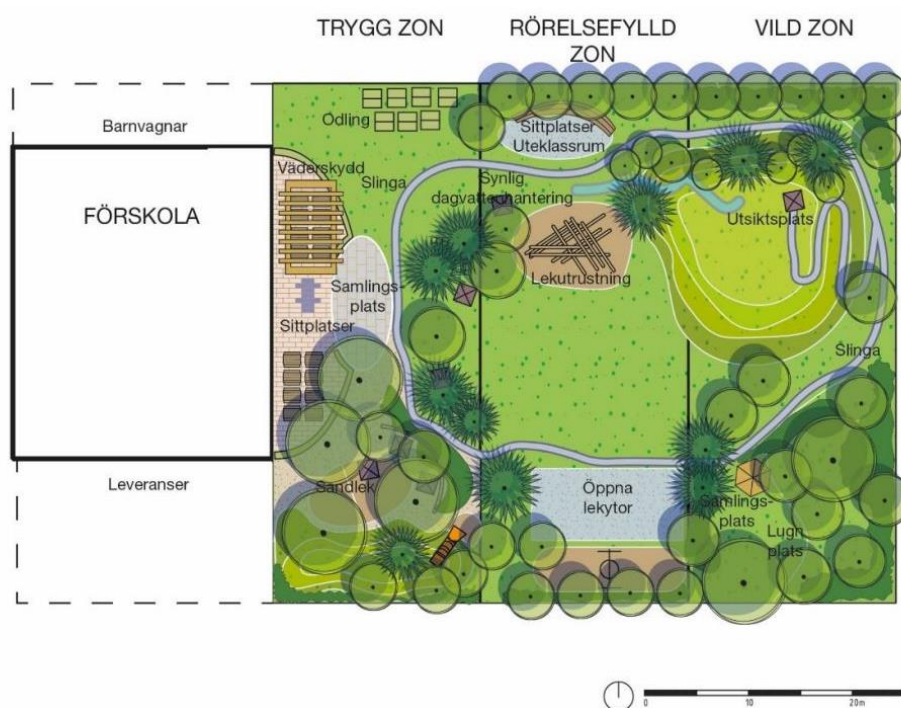 TRYGG ZON
RÖRELSEFYLLD
ZON
VILD ZON
Barnvagnar
Odling
Sittplatser
Uteklassrum
Väderskydd
Slinga
Synlig
dagvattenhantering
FÖRSKOLA
Utsiktsplats
Lekutrustning
Samlings-
plats
Sittplatser
Slinga
Leveranser
Sandlek
Öppna
lekytor
Samlings-
plats
Lugn
plats
0
10
20m